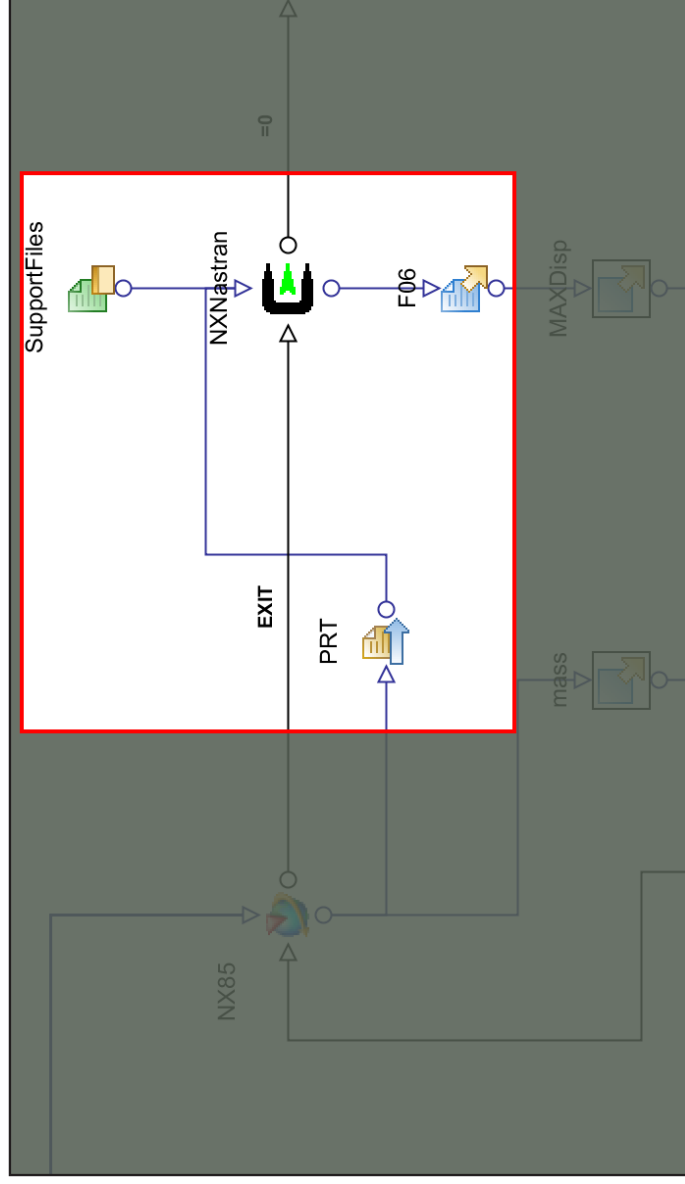 =0
SupportFiles
NXNastran
F06
MAXDisp
EXIT
PRT
mass
NX85